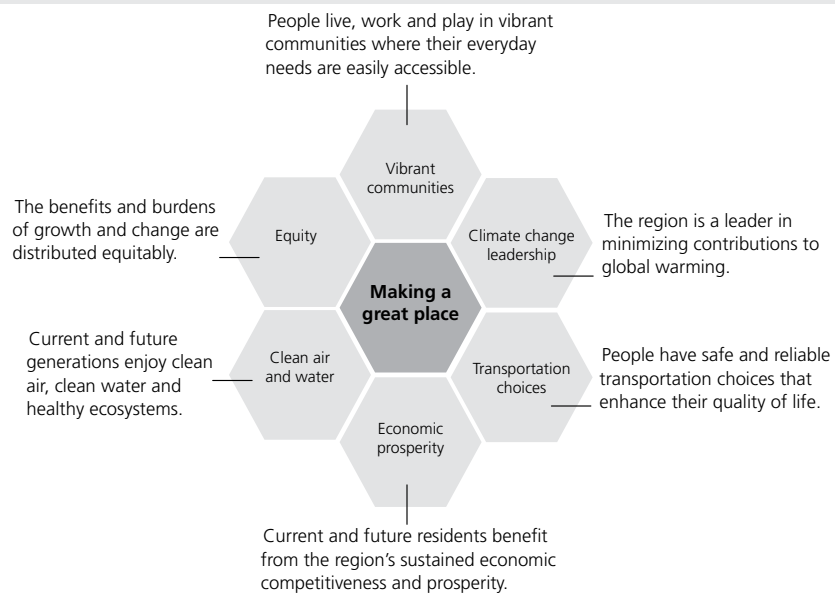 People live, work and play in vibrant
communities where their everyday
needs are easily accessible.
Vibrant
communities
The benefits and burdens
of growth and change are
distributed equitably.
Equity
Climate change
leadership
The region is a leader in
minimizing contributions to
global warming.
Making a
great place
Current and future
generations enjoy clean
air, clean water and
healthy ecosystems.
Clean air
and water
Transportation
choices
People have safe and reliable
transportation choices that
enhance their quality of life.
Economic
prosperity
Current and future residents benefit
from the region's sustained economic
competitiveness and prosperity.